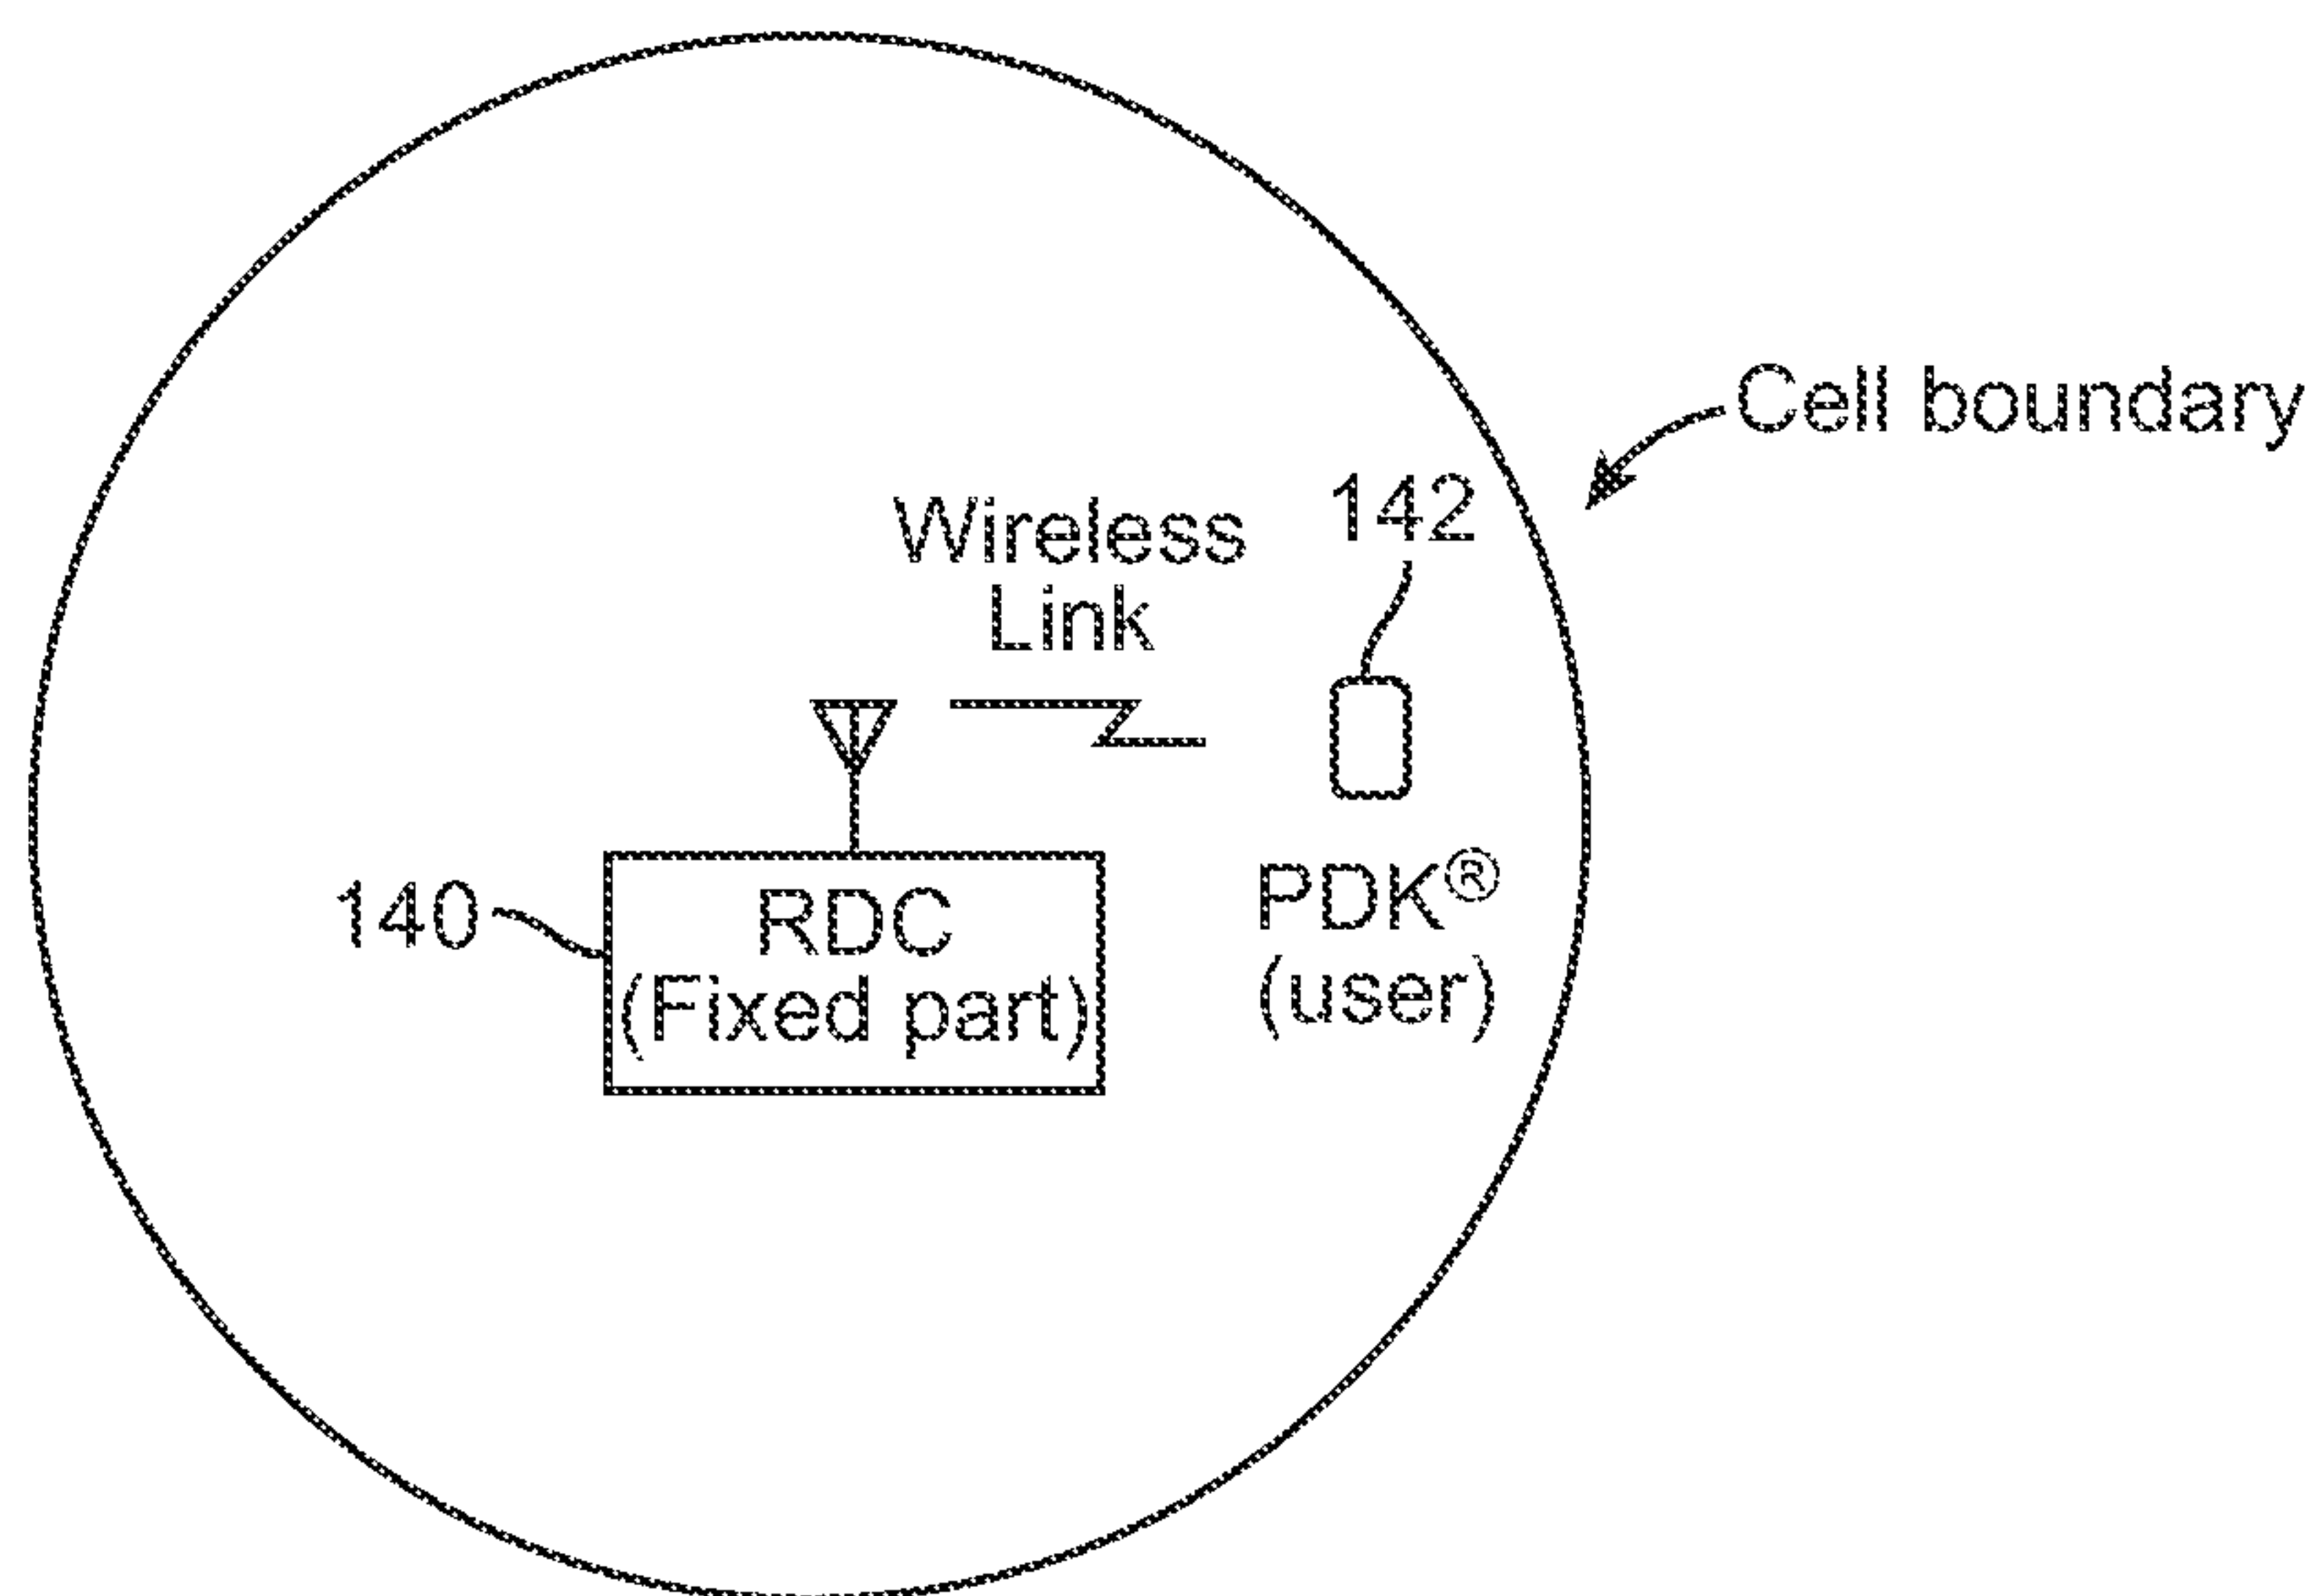 Cell boundary
142
Wireless
Link
140
RDC
(Fixed part)
PDK®
(user)